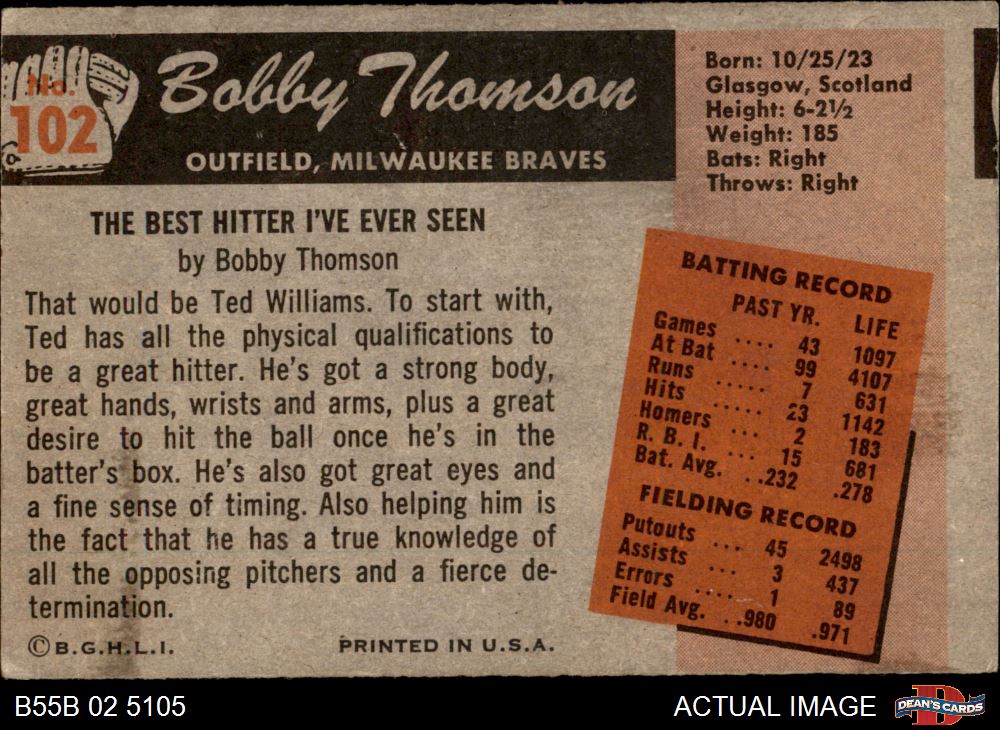 No.
102
Bobby Thomson
OUTFIELD, MILWAUKEE BRAVES
Born: 10/25/23
Glasgow, Scotland
Height: 6-2½
Weight: 185
Bats: Right
Throws: Right
THE BEST HITTER I'VE EVER SEEN
by Bobby Thomson
That would be Ted Williams. To start with,
Ted has all the physical qualifications to
be a great hitter. He's got a strong body,
great hands, wrists and arms, plus a great
desire to hit the ball once he's in the
batter's box. He's also got great eyes and
a fine sense of timing. Also helping him is
the fact that he has a true knowledge of
all the opposing pitchers and a fierce de-
termination.
©B.G.H.L.I. PRINTED IN U.S.A.
BATTING RECORD
PAST YR. LIFE
Games .... 43 1097
At Bat .... 99 4107
Runs ..... 7 631
Hits ..... 23 1142
Homers ... 2 183
R. B. I. ... 15 681
Bat. Avg. ..232 .278
FIELDING RECORD
Putouts ... 45 2498
Assists ... 3 437
Errors .... 1 89
Field Avg. ..980 .971
B55B 02 5105 ACTUAL IMAGE DEAN'S CARDS